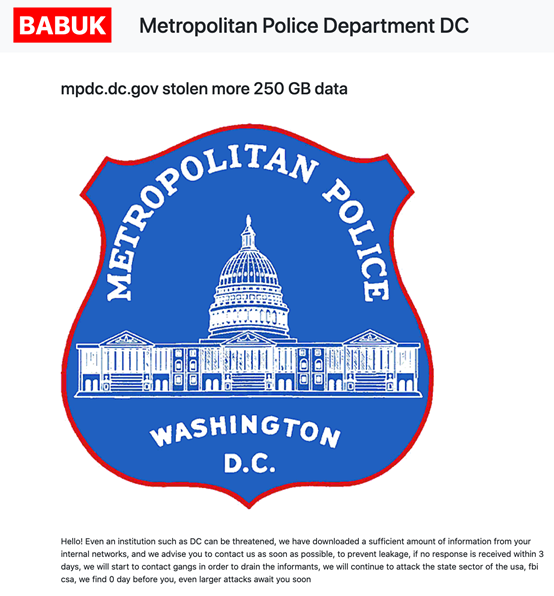 BABUK Metropolitan Police Department DC
mpdc.dc.gov stolen more 250 GB data
METROPOLITAN POLICE
WASHINGTON
D.C.
Hello! Even an institution such as DC can be threatened, we have downloaded a sufficient amount of information from your
internal networks, and we advise you to contact us as soon as possible, to prevent leakage, if no response is received within 3
days, we will start to contact gangs in order to drain the informants, we will continue to attack the state sector of the usa, fbi
csa, we find 0 day before you, even larger attacks await you soon